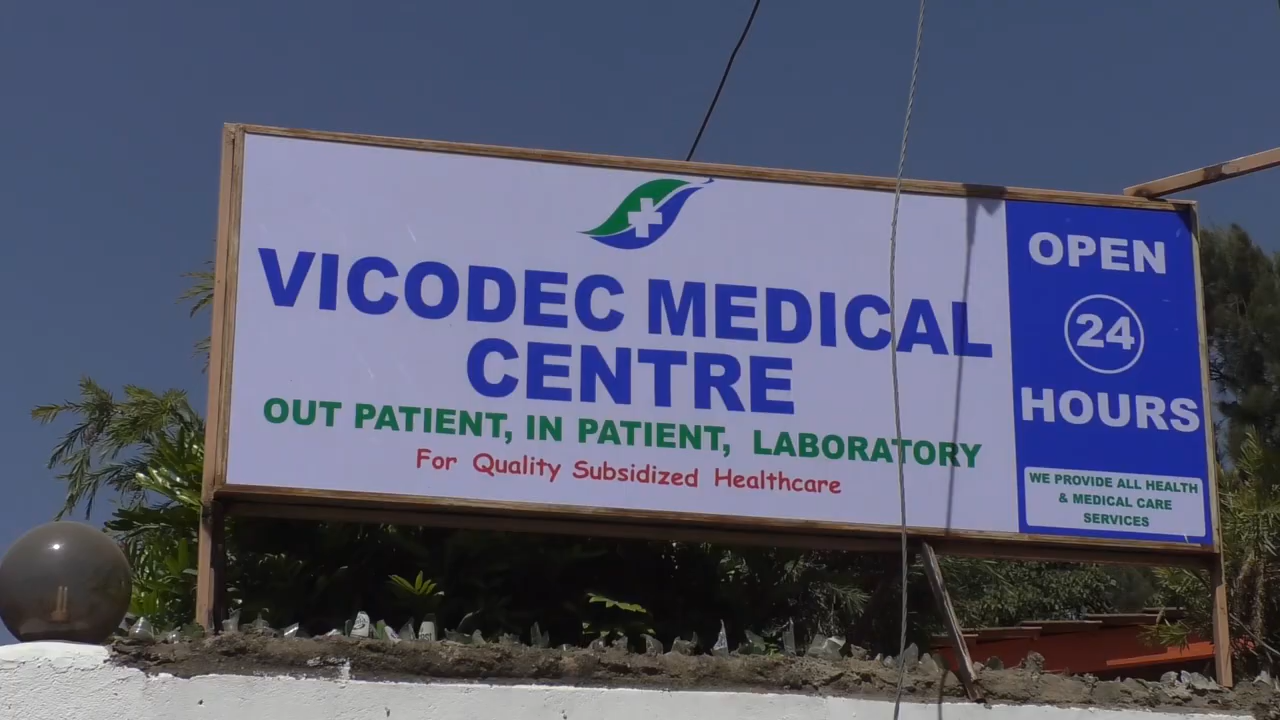 VICODEC MEDICAL
CENTRE
OUT PATIENT, IN PATIENT, LABORATORY
For Quality Subsidized Healthcare
OPEN
24
HOURS
WE PROVIDE ALL HEALTH
& MEDICAL CARE
SERVICES